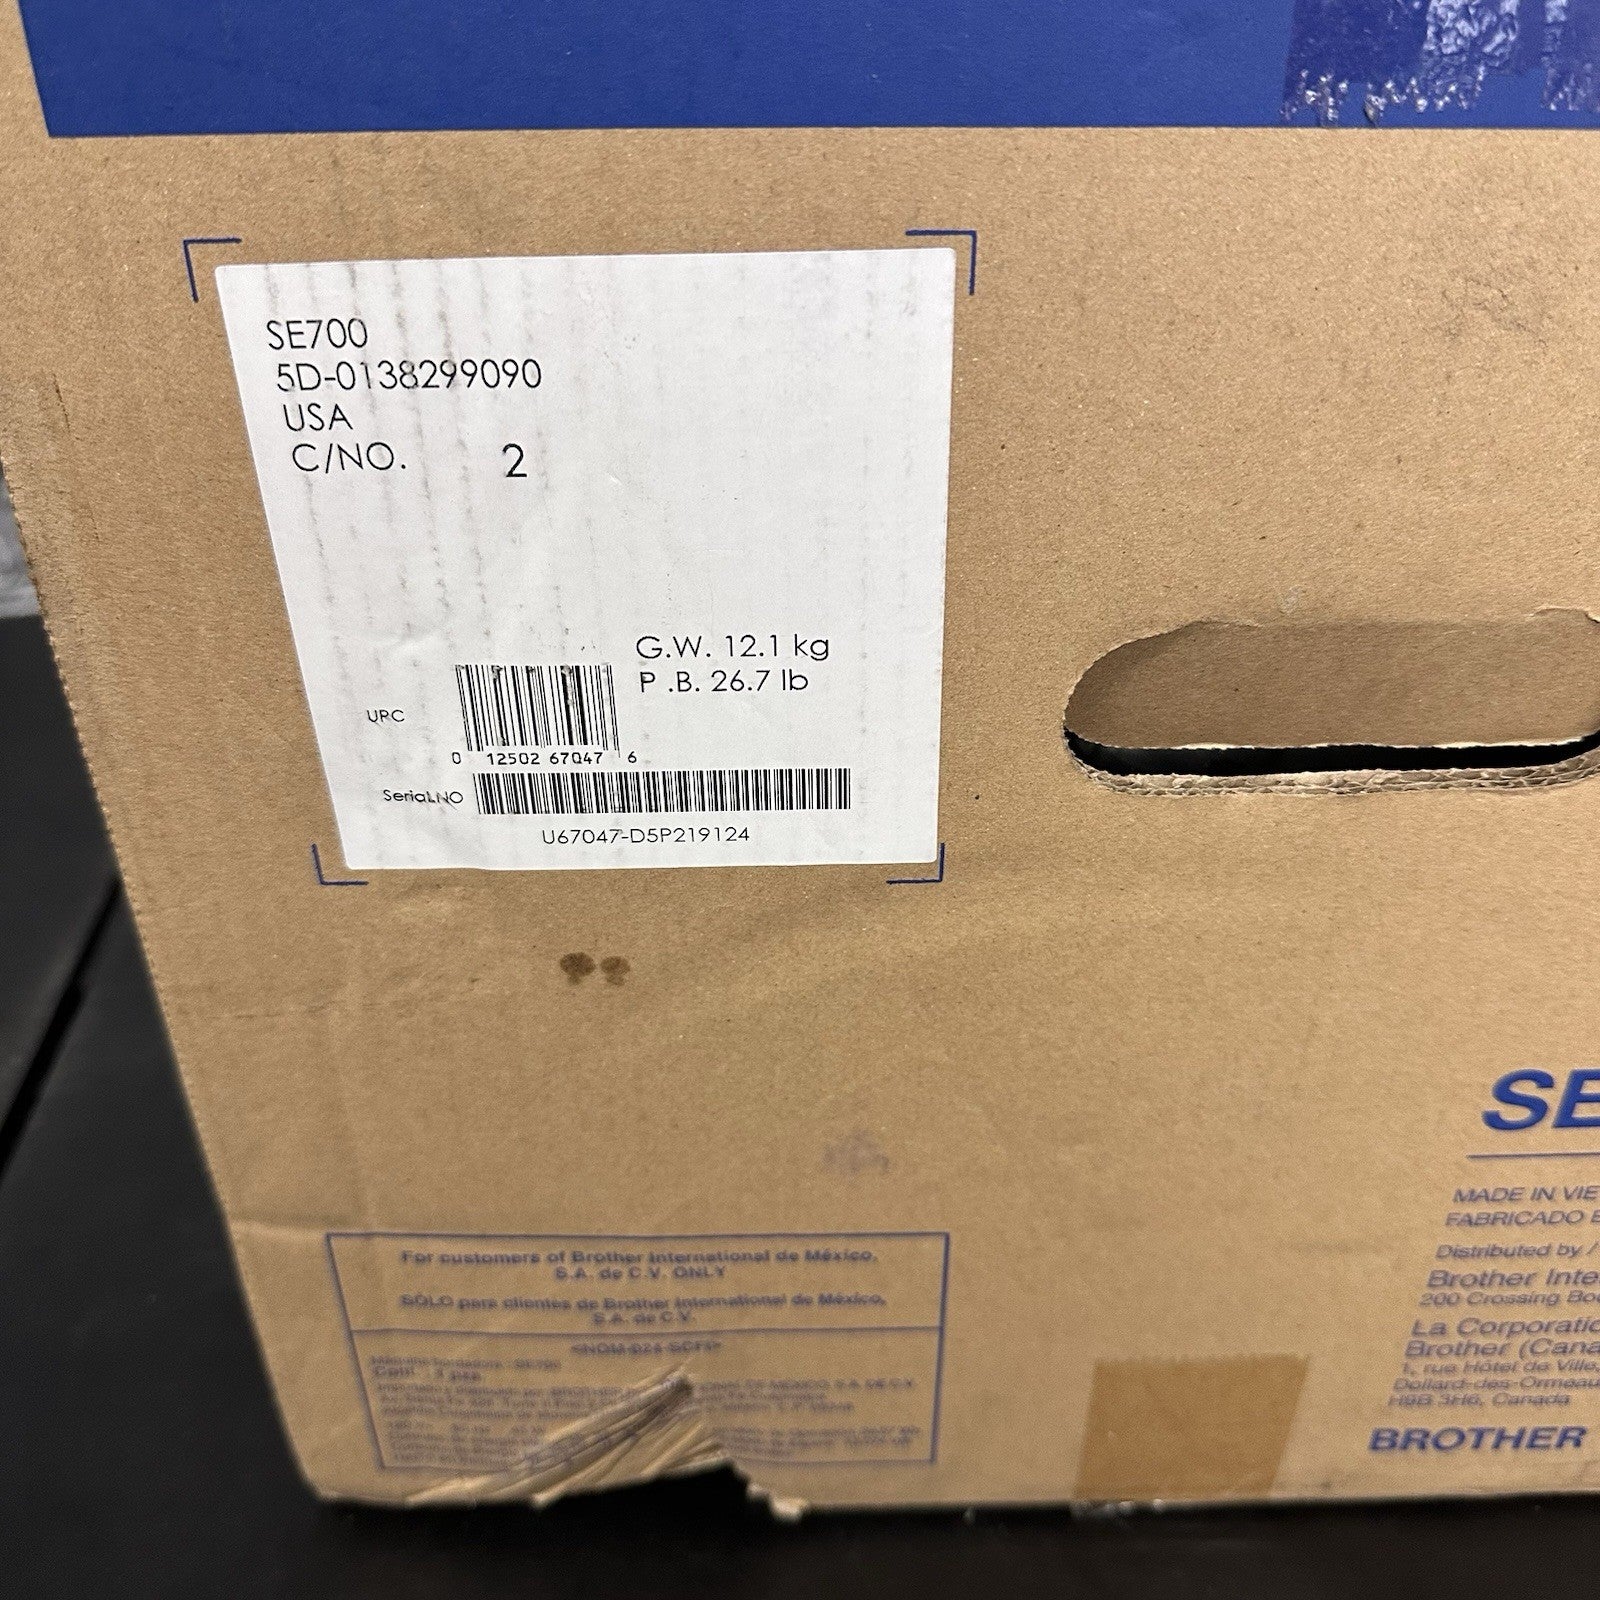 SE700
5D-0138299090
USA
C/NO. 2
G.W. 12.1 kg
P .B. 26.7 lb
UPC
0 12502 67047 6
Serial.NO
U67047-D5P219124
SE
MADE IN VIE
FABRICADO E
Distributed by /
Brother Inte
200 Crossing Bo
La Corporatio
Brother (Cana
1, rue Hôtel de Ville,
Dollard-des-Ormeau
H9B 3H6, Canada
BROTHER
For customers of Brother International de México,
S.A. de C.V. ONLY
SOLO para clientes de Brother International de México,
S.A. de C.V.